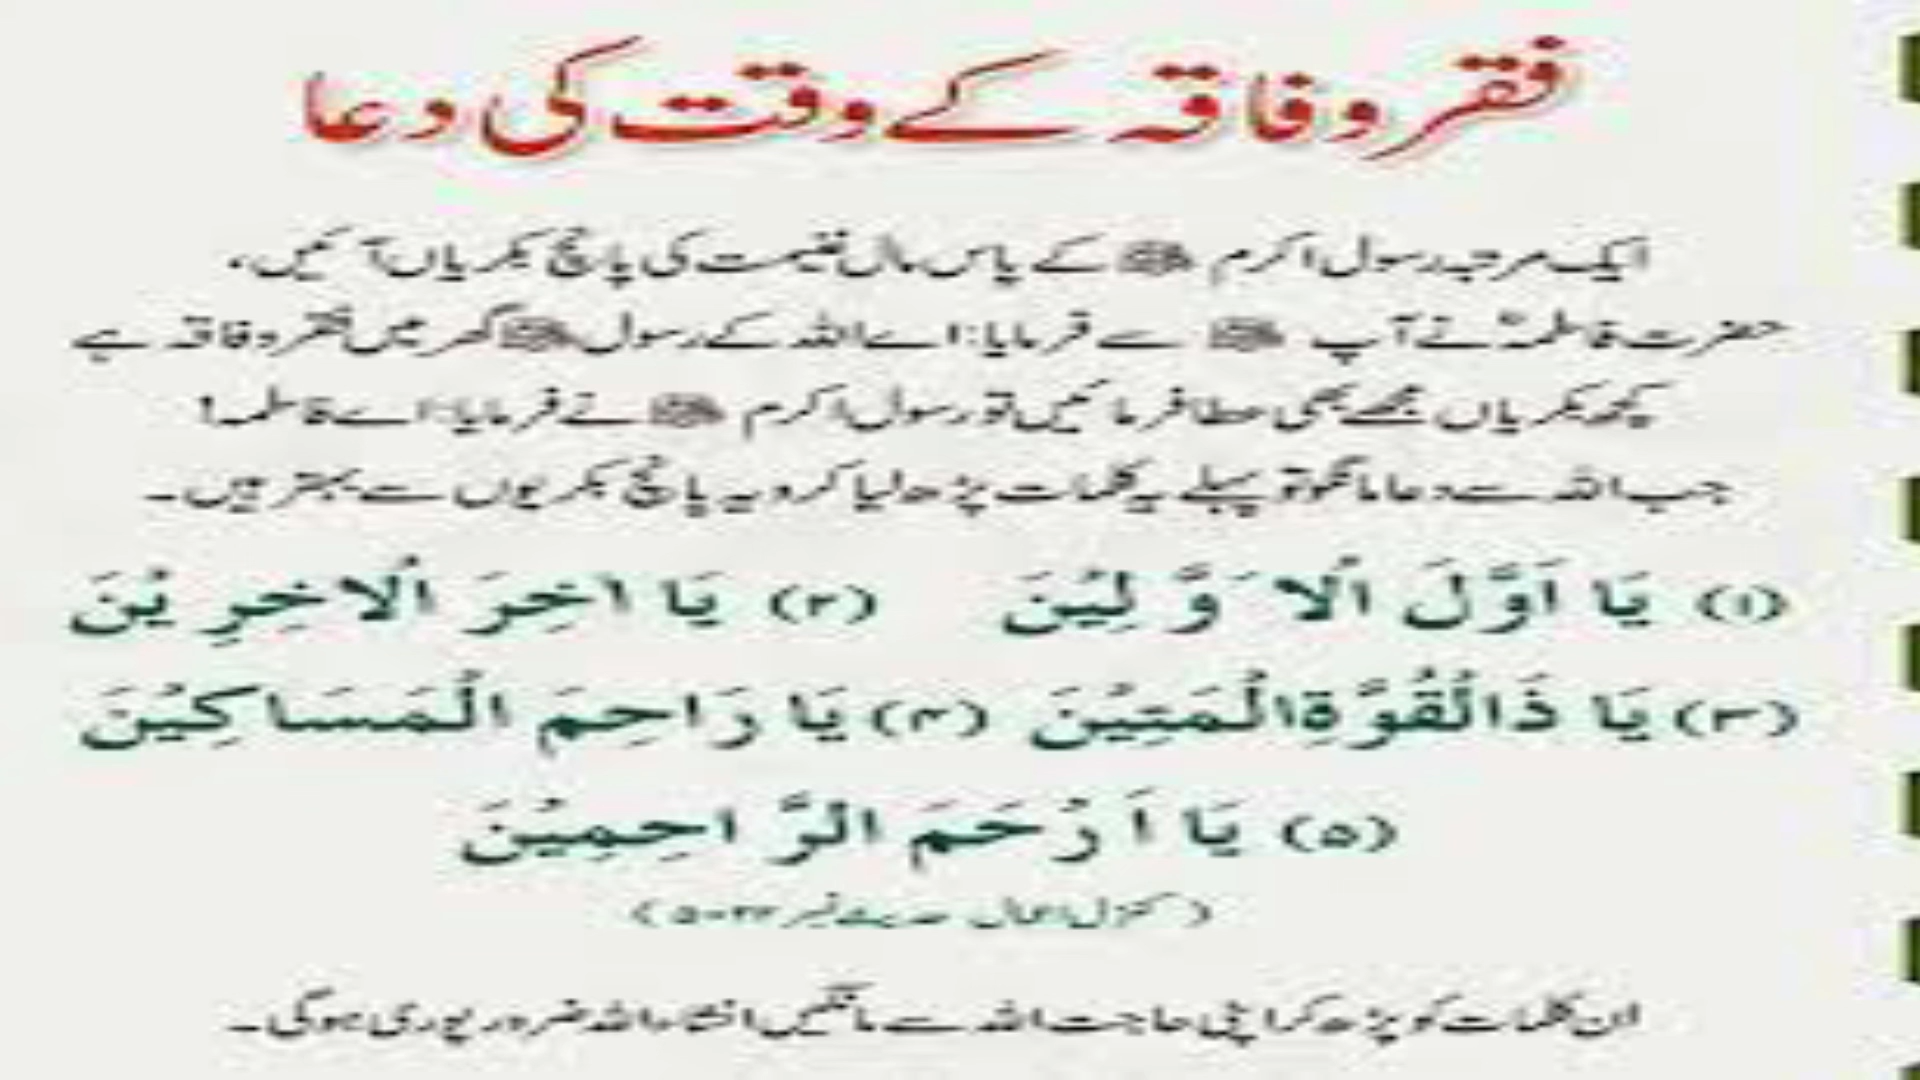 فقر و فاقہ کے وقت کی دعا
ایک مرتبہ رسول اکرم ﷺ کے پاس مال غنیمت کی پانچ بکریاں آئیں،
حضرت فاطمہؓ نے آپ ﷺ سے فرمایا: اے اللہ کے رسول ﷺ گھر میں فقر و فاقہ ہے
کچھ بکریاں مجھے بھی عطا فرمائیں تو رسول اکرم ﷺ نے فرمایا: اے فاطمہ!
جب اللہ سے دعا مانگو تو پہلے یہ کلمات پڑھ لیا کرو یہ پانچ بکریوں سے بہتر ہیں۔
(۱) يَا اَوَّلَ الْاَوَّلِيْنَ (۲) يَا اٰخِرَ الْاٰخِرِيْنَ
(۳) يَا ذَالْقُوَّةِ الْمَتِيْنَ (۴) يَا رَاحِمَ الْمَسَاكِيْنَ
(۵) يَا اَرْحَمَ الرَّاحِمِيْنَ
(کنزل اعمال حدیث نمبر
ان کلمات کو پڑھ کر اپنی حاجت اللہ سے مانگیں انشاءاللہ ضرور پوری ہوگی۔